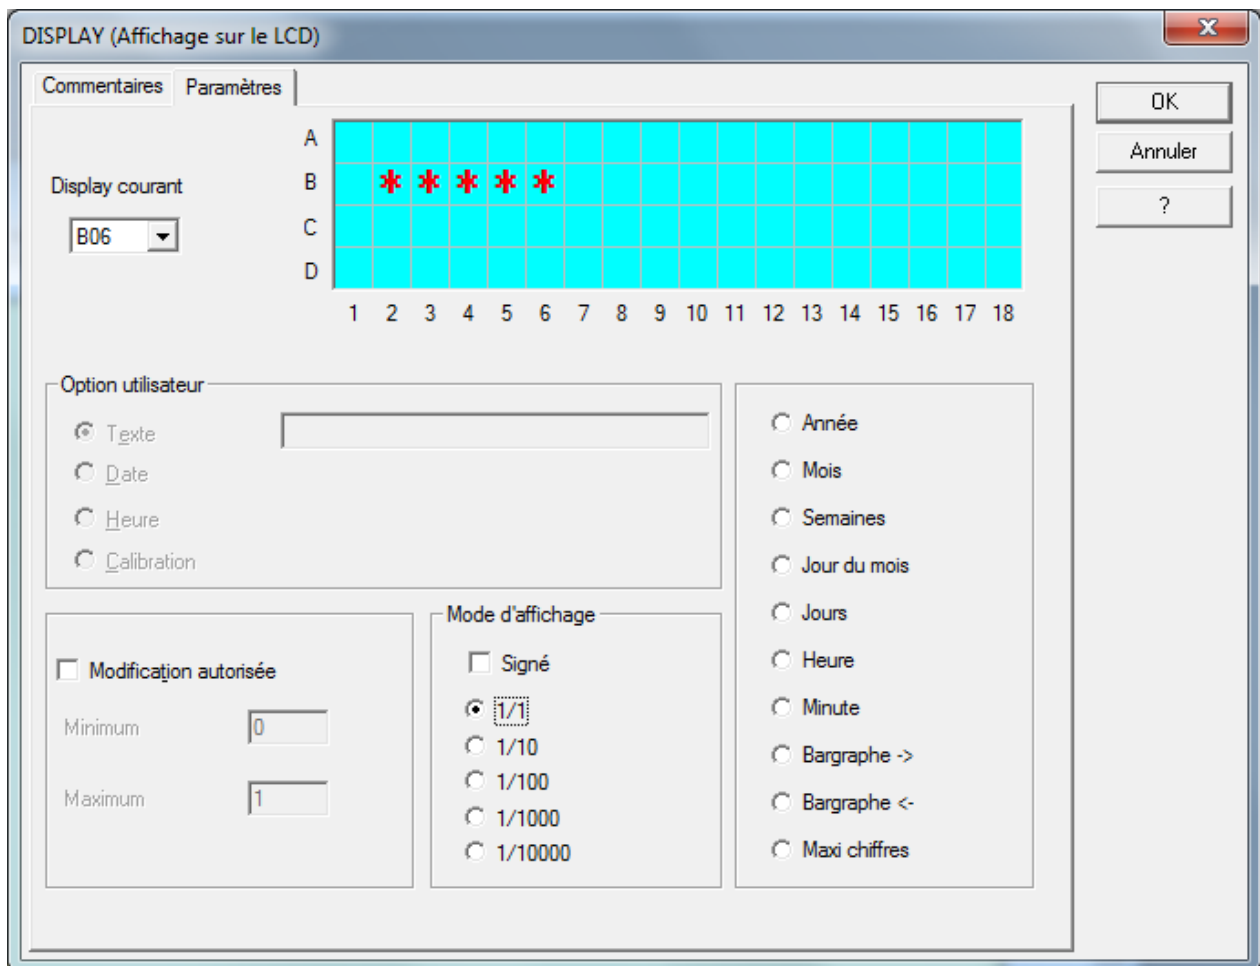 DISPLAY (Affichage sur le LCD)
Commentaires Paramètres
OK
Annuler
?
Display courant
B06
A
B * * * * *
C
D
1 2 3 4 5 6 7 8 9 10 11 12 13 14 15 16 17 18
Option utilisateur
Texte
Date
Heure
Calibration
Modification autorisée
Minimum 0
Maximum 1
Mode d'affichage
Signé
1/1
1/10
1/100
1/1000
1/10000
Année
Mois
Semaines
Jour du mois
Jours
Heure
Minute
Bargraphe ->
Bargraphe <-
Maxi chiffres